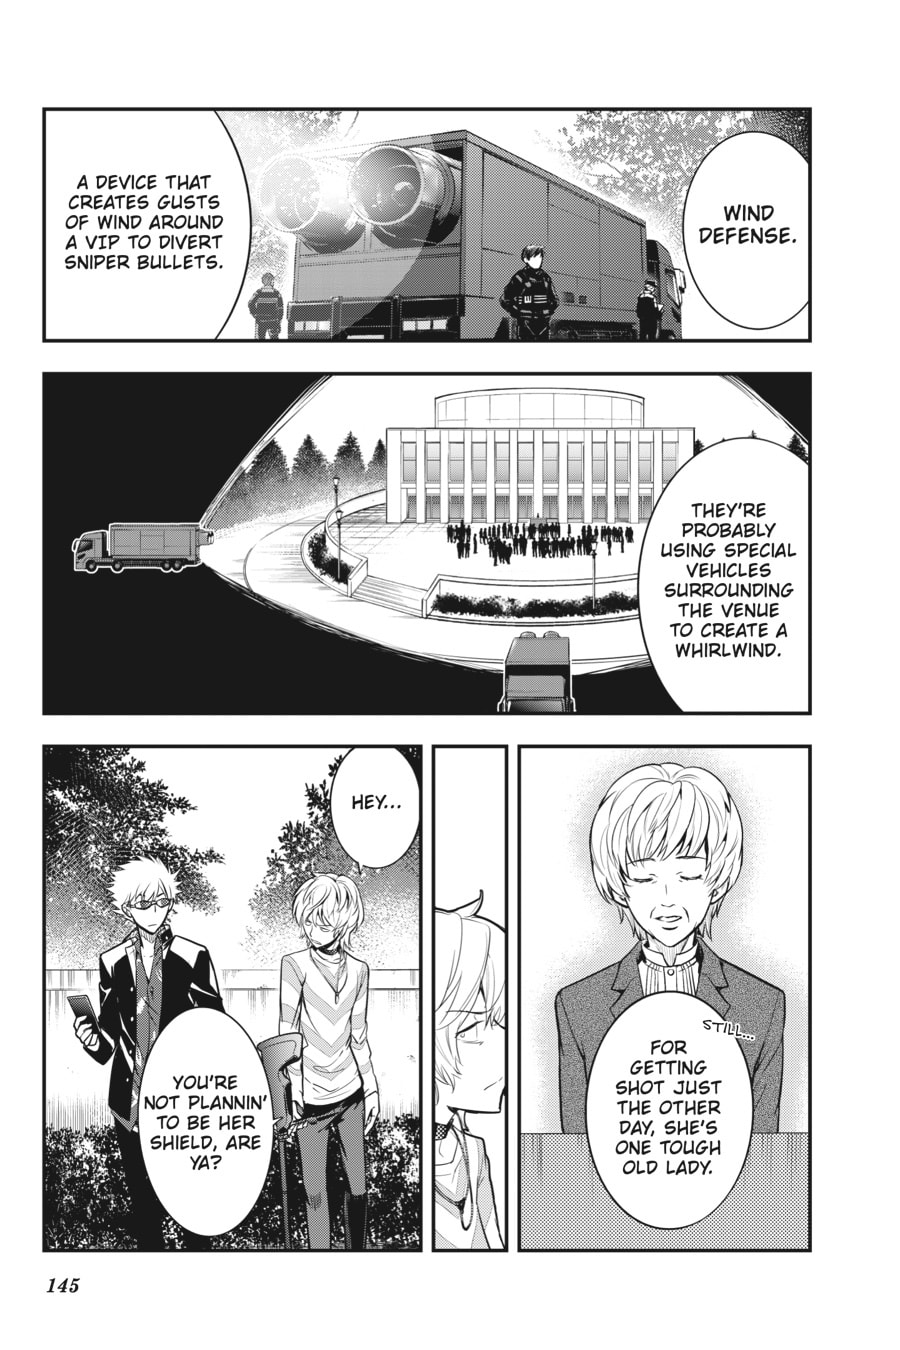 WIND
DEFENSE.
A DEVICE THAT
CREATES GUSTS
OF WIND AROUND
A VIP TO DIVERT
SNIPER BULLETS.
THEY'RE
PROBABLY
USING SPECIAL
VEHICLES
SURROUNDING
THE VENUE
TO CREATE A
WHIRLWIND.
STILL...
FOR
GETTING
SHOT JUST
THE OTHER
DAY, SHE'S
ONE TOUGH
OLD LADY.
HEY...
YOU'RE
NOT PLANNIN'
TO BE HER
SHIELD, ARE
YA?
145